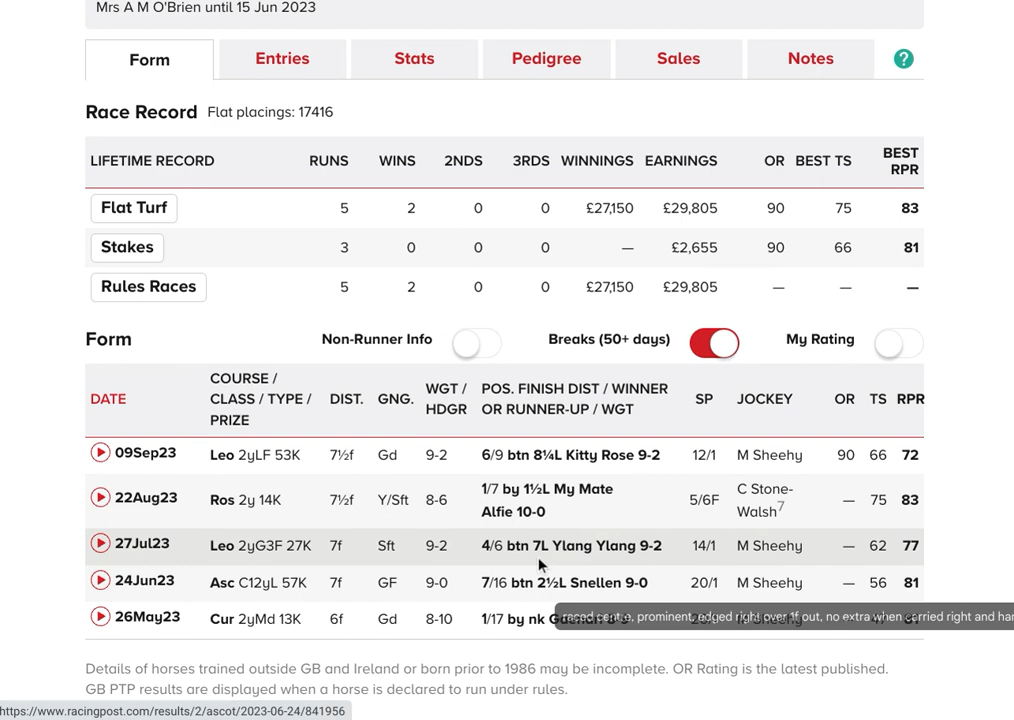 Mrs A M O'Brien until 15 Jun 2023
Form Entries Stats Pedigree Sales Notes ?
Race Record Flat placings: 17416
LIFETIME RECORD RUNS WINS 2NDS 3RDS WINNINGS EARNINGS OR BEST TS BEST RPR
Flat Turf 5 2 0 0 £27,150 £29,805 90 75 83
Stakes 3 0 0 0 — £2,655 90 66 81
Rules Races 5 2 0 0 £27,150 £29,805 — — —
Form Non-Runner Info Breaks (50+ days) My Rating
DATE COURSE / CLASS / TYPE / PRIZE DIST. GNG. WGT / HDGR POS. FINISH DIST / WINNER OR RUNNER-UP / WGT SP JOCKEY OR TS RPR
09Sep23 Leo 2yLF 53K 7½f Gd 9-2 6/9 btn 8¼L Kitty Rose 9-2 12/1 M Sheehy 90 66 72
22Aug23 Ros 2y 14K 7½f Y/Sft 8-6 1/7 by 1½L My Mate Alfie 10-0 5/6F C Stone-Walsh7 — 75 83
27Jul23 Leo 2yG3F 27K 7f Sft 9-2 4/6 btn 7L Ylang Ylang 9-2 14/1 M Sheehy — 62 77
24Jun23 Asc C12yL 57K 7f GF 9-0 7/16 btn 2½L Snellen 9-0 20/1 M Sheehy — 56 81
26May23 Cur 2yMd 13K 6f Gd 8-10 1/17 by nk
raced centre, prominent, edged right over 1f out, no extra when carried right and
Details of horses trained outside GB and Ireland or born prior to 1986 may be incomplete. OR Rating is the latest published.
GB PTP results are displayed when a horse is declared to run under rules.
https://www.racingpost.com/results/2/ascot/2023-06-24/841956